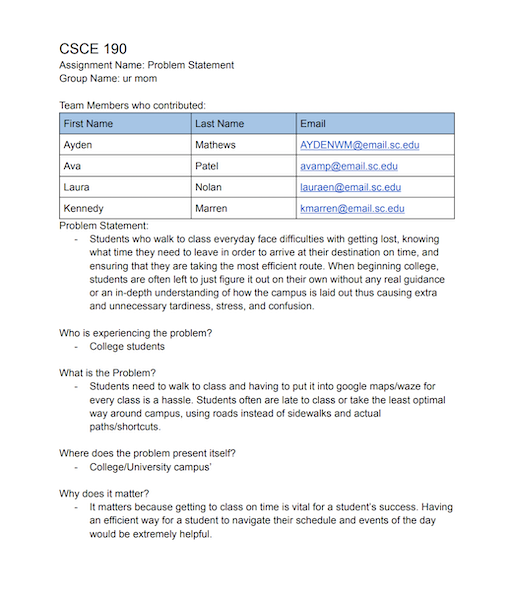 CSCE 190
Assignment Name: Problem Statement
Group Name: ur mom
Team Members who contributed:
First Name Last Name Email
Ayden Mathews AYDENWM@email.sc.edu
Ava Patel avamp@email.sc.edu
Laura Nolan lauraen@email.sc.edu
Kennedy Marren kmarren@email.sc.edu
Problem Statement:
- Students who walk to class everyday face difficulties with getting lost, knowing
what time they need to leave in order to arrive at their destination on time, and
ensuring that they are taking the most efficient route. When beginning college,
students are often left to just figure it out on their own without any real guidance
or an in-depth understanding of how the campus is laid out thus causing extra
and unnecessary tardiness, stress, and confusion.
Who is experiencing the problem?
- College students
What is the Problem?
- Students need to walk to class and having to put it into google maps/waze for
every class is a hassle. Students often are late to class or take the least optimal
way around campus, using roads instead of sidewalks and actual
paths/shortcuts.
Where does the problem present itself?
- College/University campus’
Why does it matter?
- It matters because getting to class on time is vital for a student’s success. Having
an efficient way for a student to navigate their schedule and events of the day
would be extremely helpful.